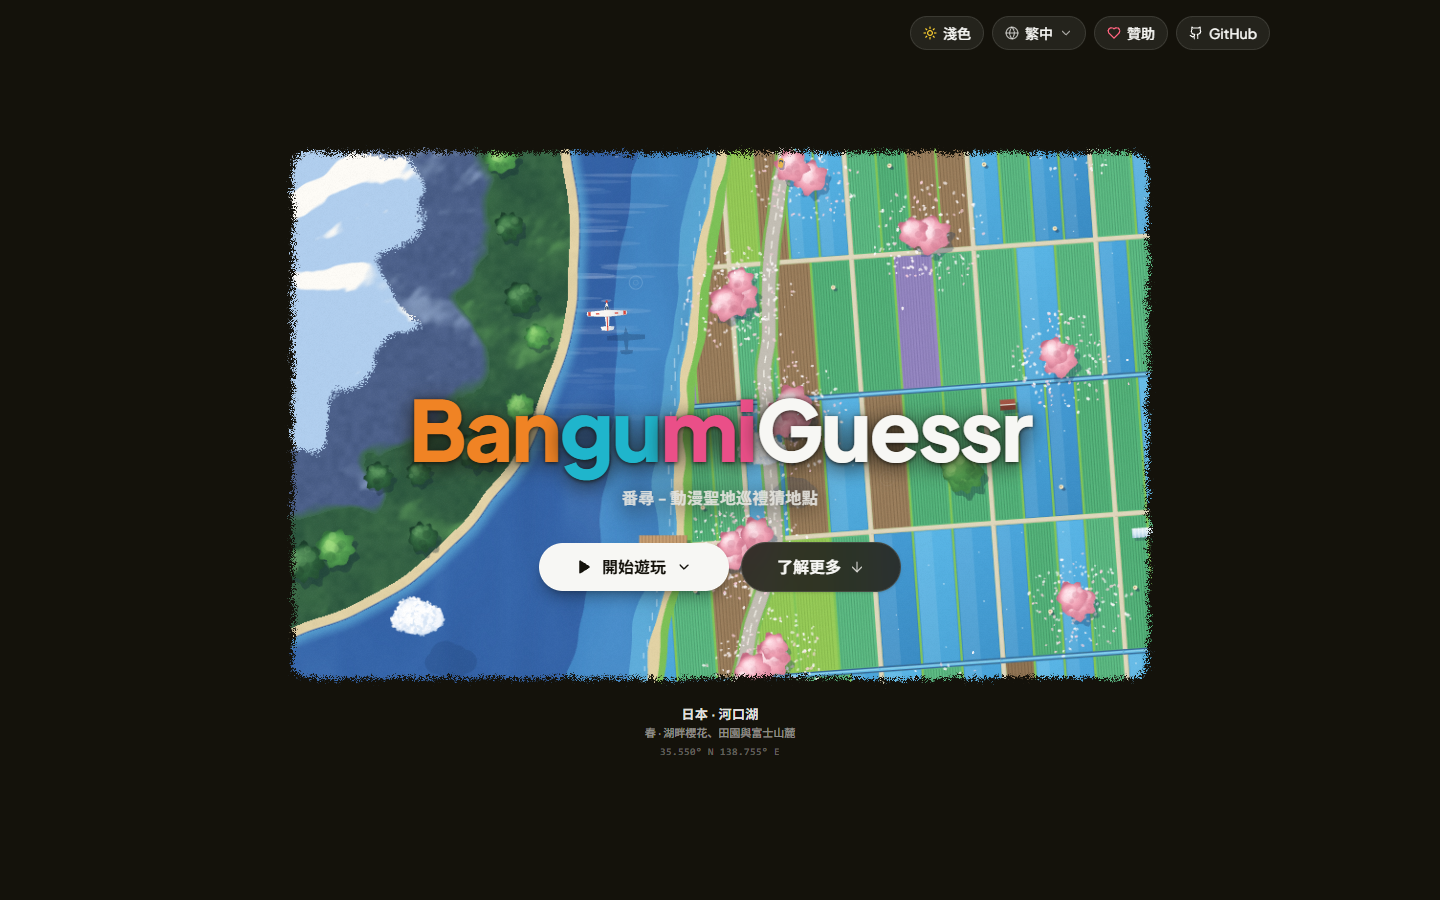 淺色
繁中
贊助
GitHub
BangumiGuessr
番尋 – 動漫聖地巡禮猜地點
開始遊玩
了解更多
日本 · 河口湖
春 · 湖畔櫻花、田園與富士山麓
35.550° N 138.755° E